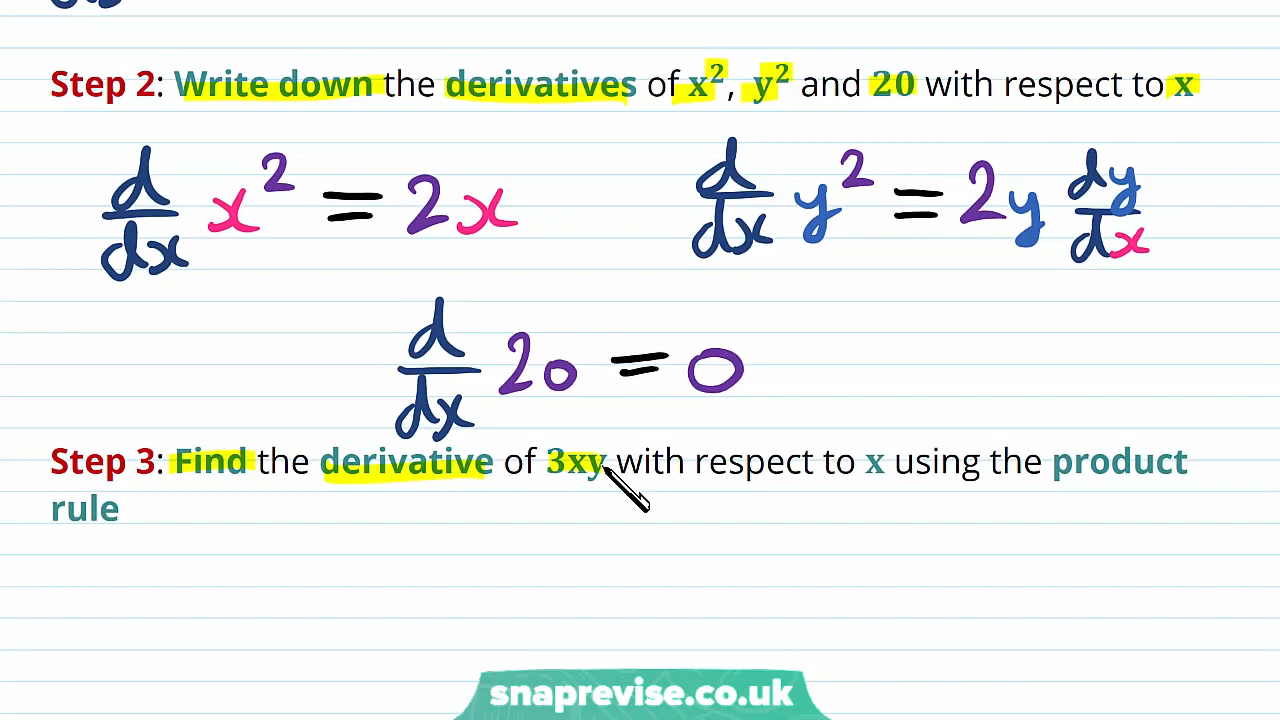 Step 2: Write down the derivatives of x², y² and 20 with respect to x
d/dx x² = 2x d/dx y² = 2y dy/dx
d/dx 20 = 0
Step 3: Find the derivative of 3xy with respect to x using the product
rule
snaprevise.co.uk